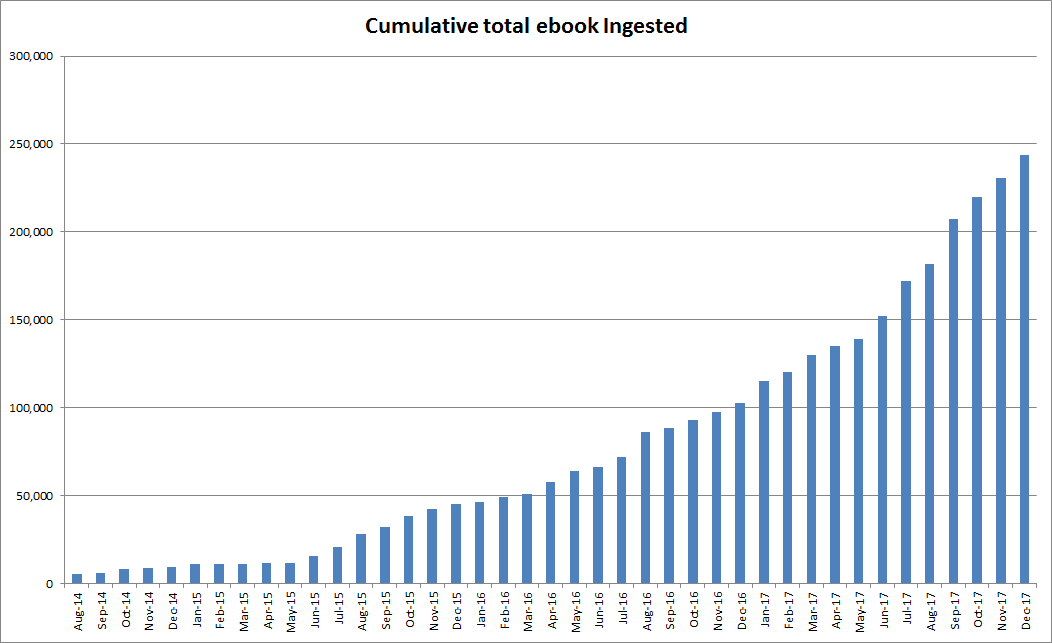 Cumulative total ebook Ingested
300,000
250,000
200,000
150,000
100,000
50,000
0
Aug-14
Sep-14
Oct-14
Nov-14
Dec-14
Jan-15
Feb-15
Mar-15
Apr-15
May-15
Jun-15
Jul-15
Aug-15
Sep-15
Oct-15
Nov-15
Dec-15
Jan-16
Feb-16
Mar-16
Apr-16
May-16
Jun-16
Jul-16
Aug-16
Sep-16
Oct-16
Nov-16
Dec-16
Jan-17
Feb-17
Mar-17
Apr-17
May-17
Jun-17
Jul-17
Aug-17
Sep-17
Oct-17
Nov-17
Dec-17